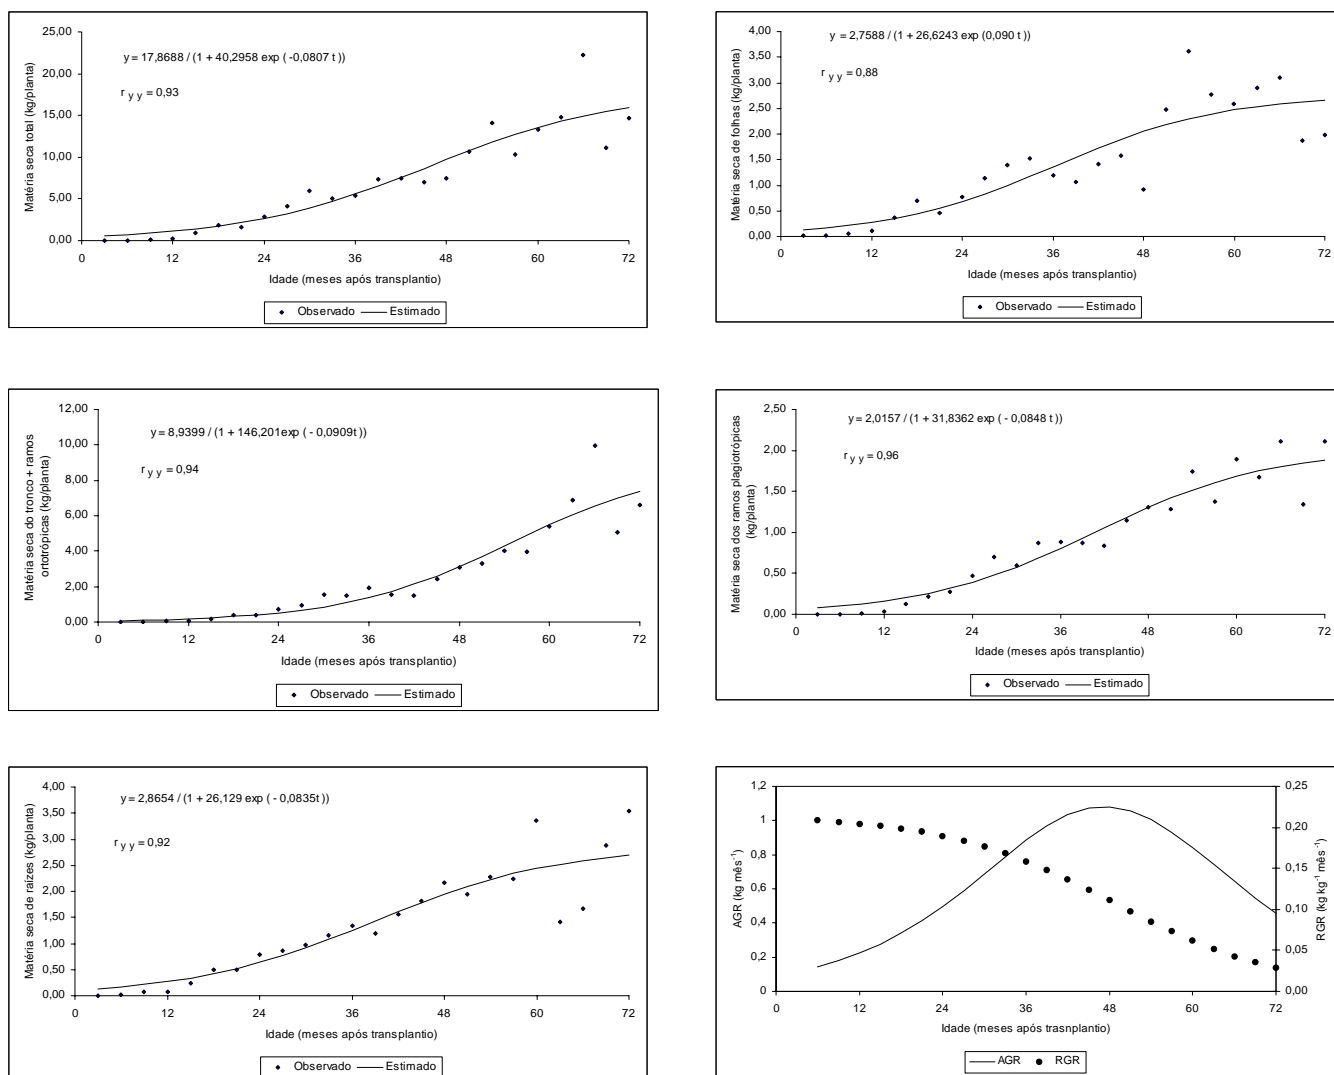 25,00
20,00
15,00
10,00
5,00
0,00
Matéria seca total (kg/planta)
y = 17,8688 / (1 + 40,2958 exp ( -0,0807 t ))
r y y = 0,93
0 12 24 36 48 60 72
Idade (meses após transplantio)
Observado Estimado
4,00
3,50
3,00
2,50
2,00
1,50
1,00
0,50
0,00
Matéria seca de folhas (kg/planta)
y = 2,7588 / (1 + 26,6243 exp (0,090 t ))
r y y = 0,88
0 12 24 36 48 60 72
Idade (meses após transplantio)
Observado Estimado
12,00
10,00
8,00
6,00
4,00
2,00
0,00
Matéria seca do tronco + ramos
ortotrópicas (kg/planta)
y = 8,9399 / (1 + 146,201exp ( - 0,0909t ))
r y y = 0,94
0 12 24 36 48 60 72
Idade (meses após transplantio)
Observado Estimado
2,50
2,00
1,50
1,00
0,50
0,00
Matéria seca dos ramos plagiotrópicas
(kg/planta)
y = 2,0157 / (1 + 31,8362 exp ( - 0,0848 t ))
r y y = 0,96
0 12 24 36 48 60 72
Idade (meses após transplantio)
Observado Estimado
4,00
3,50
3,00
2,50
2,00
1,50
1,00
0,50
0,00
Matéria seca de raízes (kg/planta)
y = 2,8654 / (1 + 26,129 exp ( - 0,0835t ))
r y y = 0,92
0 12 24 36 48 60 72
Idade (meses após transplantio)
Observado Estimado
1,2
1
0,8
0,6
0,4
0,2
0
AGR (kg mês-1)
0,25
0,20
0,15
0,10
0,05
0,00
RGR (kg kg-1 mês -1)
0 12 24 36 48 60 72
Idade (meses após trasnplantio)
AGR RGR